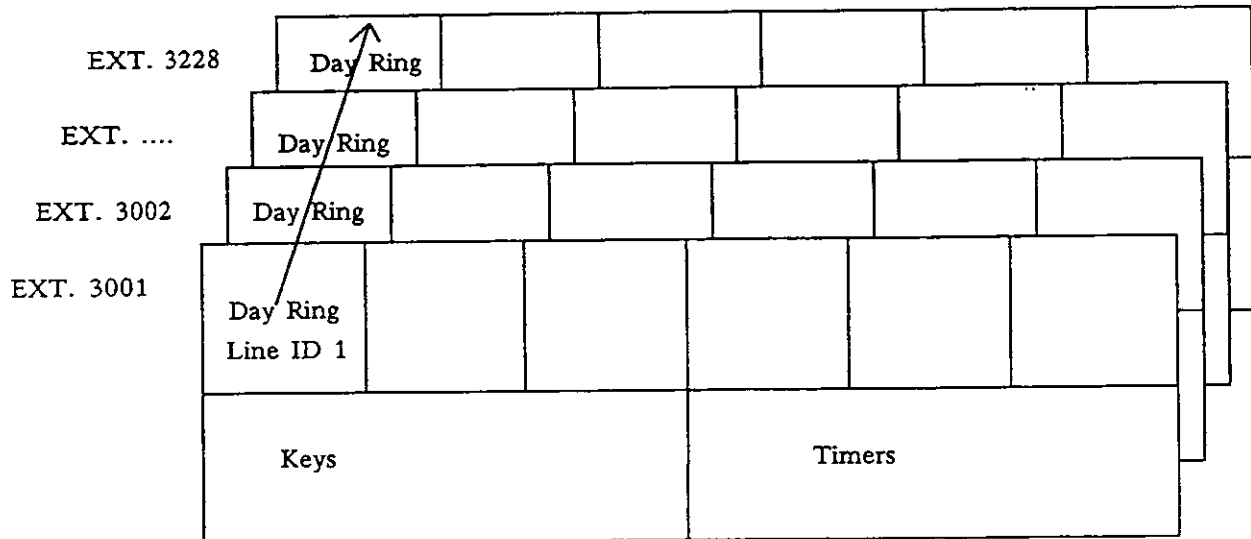 EXT. 3228 Day Ring
EXT. .... Day Ring
EXT. 3002 Day Ring
EXT. 3001
Day Ring
Line ID 1
Keys Timers